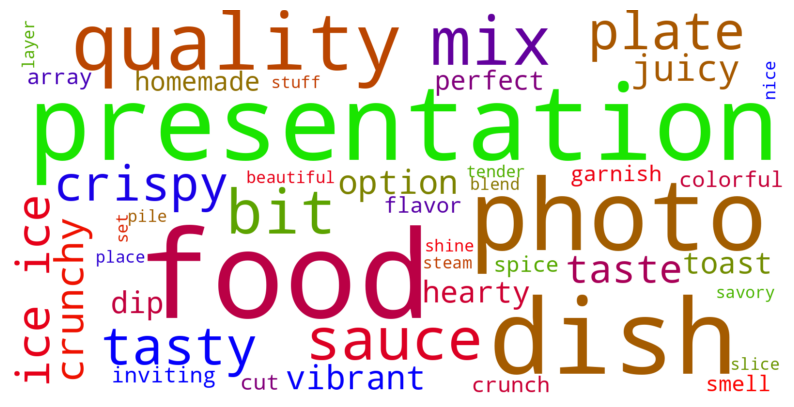 layer
quality
mix
plate
array
homemade
stuff
perfect
juicy
nice
presentation
crispy
beautiful
option
tender
blend
garnish
colorful
bit
flavor
photo
ice ice
crunchy
set
pile
place
food
shine
steam
spice
taste
toast
dip
hearty
savory
tasty
sauce
dish
inviting
cut
vibrant
crunch
slice
smell